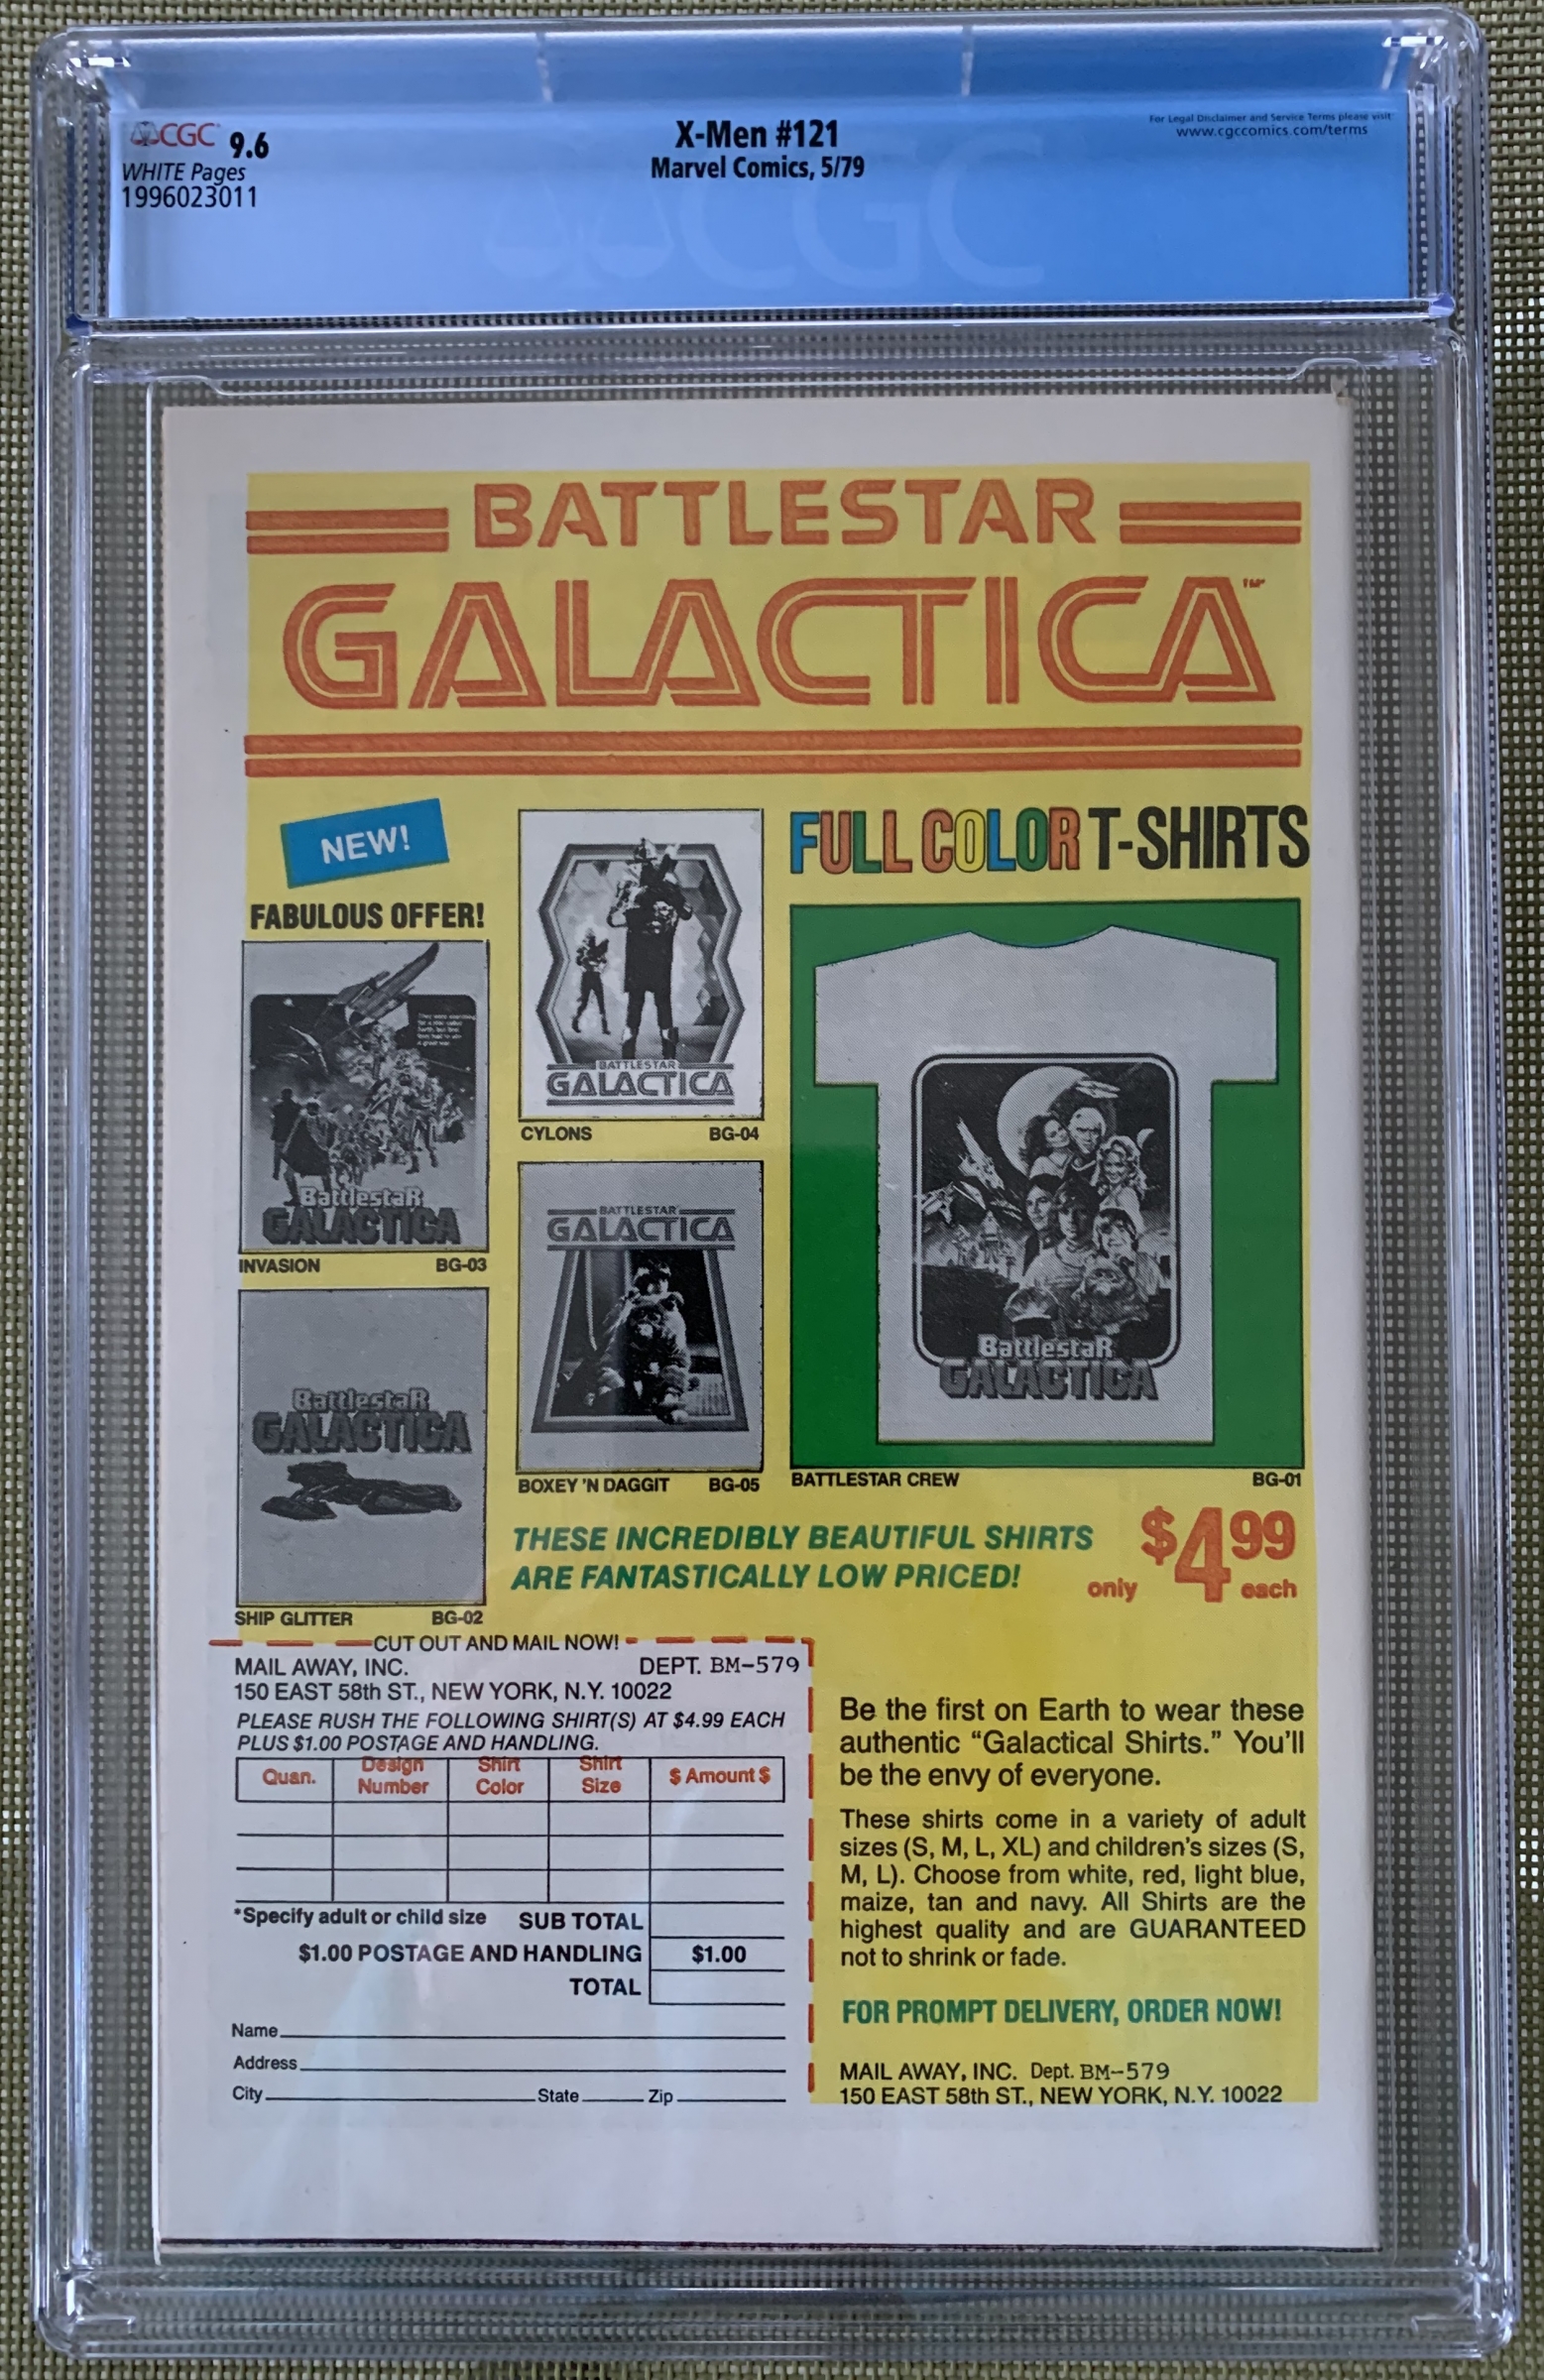 CGC 9.6
WHITE Pages
1996023011
X-Men #121
Marvel Comics, 5/79
For Legal Disclaimer and Service Terms please visit
www.cgccomics.com/terms
CGC
BATTLESTAR
GALACTICA™
NEW!
FABULOUS OFFER!
FULL COLOR T-SHIRTS
BATTLESTAR
GALACTICA
CYLONS BG-04
BattlestaR
GALACTICA
INVASION BG-03
BATTLESTAR
GALACTICA
BOXEY 'N DAGGIT BG-05
BattlestaR
GALACTICA
BATTLESTAR CREW BG-01
BattlestaR
GALACTICA
SHIP GLITTER BG-02
THESE INCREDIBLY BEAUTIFUL SHIRTS
ARE FANTASTICALLY LOW PRICED!
only $4.99 each
CUT OUT AND MAIL NOW!
MAIL AWAY, INC. DEPT. BM-579
150 EAST 58th ST., NEW YORK, N.Y. 10022
PLEASE RUSH THE FOLLOWING SHIRT(S) AT $4.99 EACH
PLUS $1.00 POSTAGE AND HANDLING.
Quan. Design Number Shirt Color Shirt Size $ Amount $
*Specify adult or child size SUB TOTAL
$1.00 POSTAGE AND HANDLING $1.00
TOTAL
Name
Address
City State Zip
Be the first on Earth to wear these
authentic “Galactical Shirts.” You'll
be the envy of everyone.
These shirts come in a variety of adult
sizes (S, M, L, XL) and children's sizes (S,
M, L). Choose from white, red, light blue,
maize, tan and navy. All Shirts are the
highest quality and are GUARANTEED
not to shrink or fade.
FOR PROMPT DELIVERY, ORDER NOW!
MAIL AWAY, INC. Dept. BM-579
150 EAST 58th ST., NEW YORK, N.Y. 10022